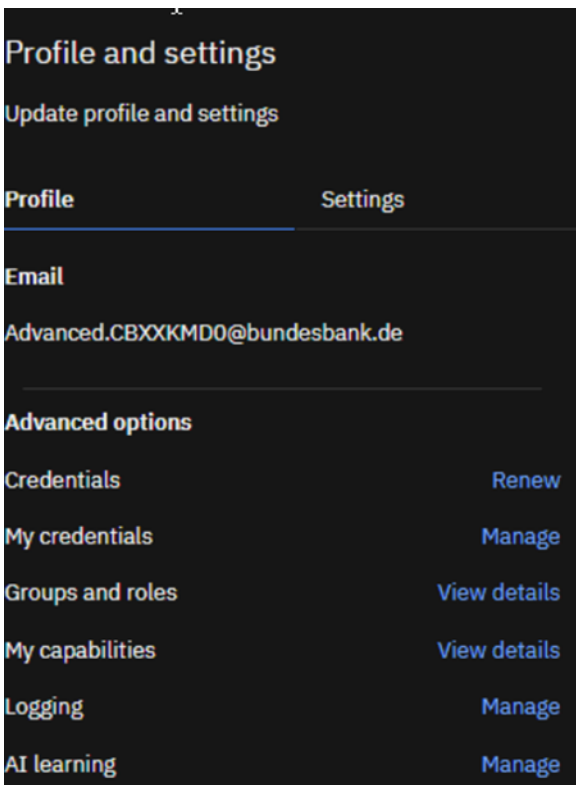 Profile and settings
Update profile and settings
Profile Settings
Email
Advanced.CBXXKMD0@bundesbank.de
Advanced options
Credentials Renew
My credentials Manage
Groups and roles View details
My capabilities View details
Logging Manage
AI learning Manage